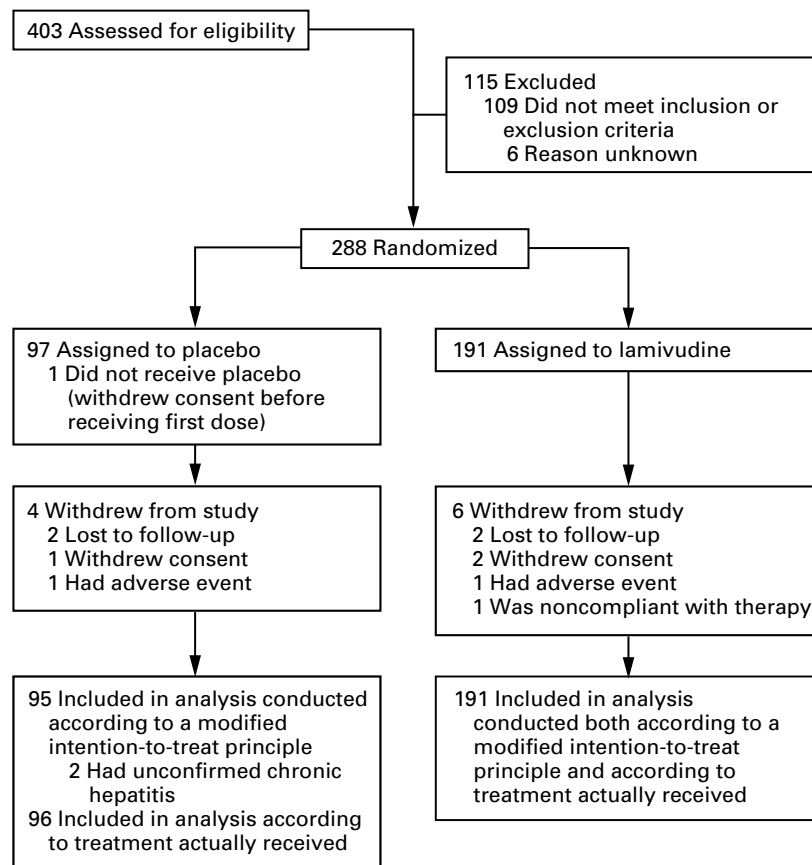 403 Assessed for eligibility
115 Excluded
109 Did not meet inclusion or
exclusion criteria
6 Reason unknown
288 Randomized
97 Assigned to placebo
1 Did not receive placebo
(withdrew consent before
receiving first dose)
191 Assigned to lamivudine
4 Withdrew from study
2 Lost to follow-up
1 Withdrew consent
1 Had adverse event
6 Withdrew from study
2 Lost to follow-up
2 Withdrew consent
1 Had adverse event
1 Was noncompliant with therapy
95 Included in analysis conducted
according to a modified
intention-to-treat principle
2 Had unconfirmed chronic
hepatitis
96 Included in analysis according
to treatment actually received
191 Included in analysis
conducted both according to a
modified intention-to-treat
principle and according to
treatment actually received